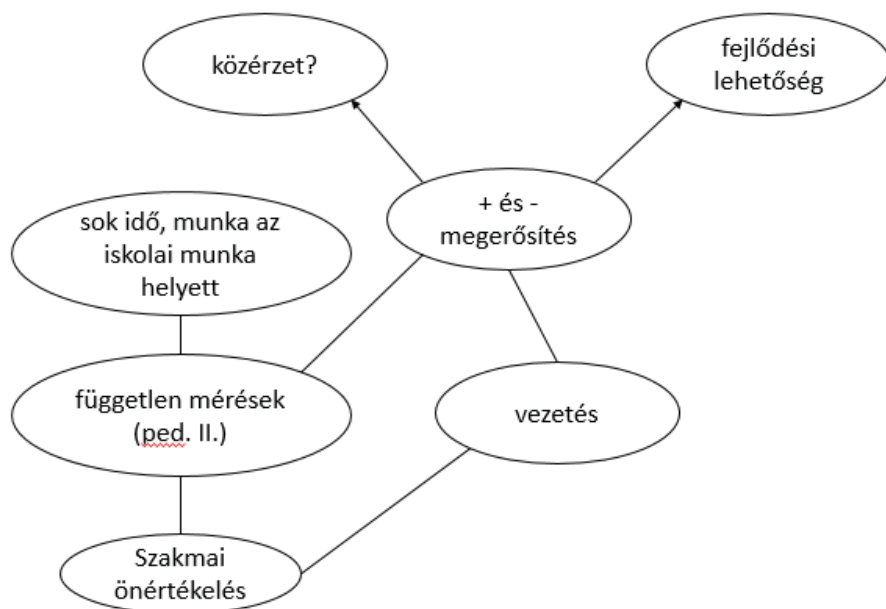 közérzet?
fejlődési
lehetőség
+ és -
megerősítés
sok idő, munka az
iskolai munka
helyett
független mérések
(ped. II.)
vezetés
Szakmai
önértékelés